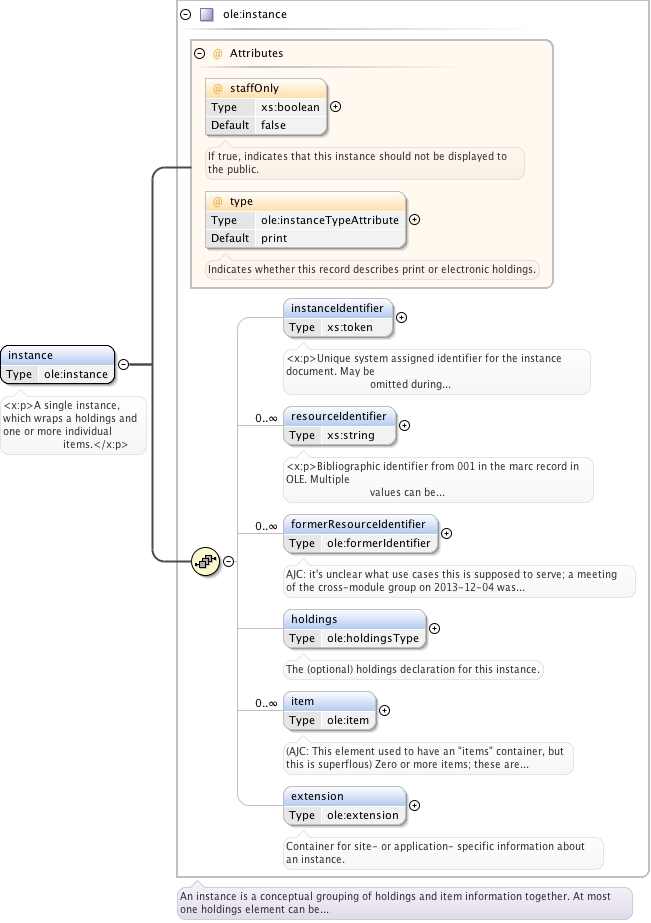 ole:instance
@ Attributes
@ staffOnly
Type xs:boolean
Default false
If true, indicates that this instance should not be displayed to
the public.
@ type
Type ole:instanceTypeAttribute
Default print
Indicates whether this record describes print or electronic holdings.
instance
Type ole:instance
<x:p>A single instance,
which wraps a holdings and
one or more individual
items.</x:p>
instanceIdentifier
Type xs:token
<x:p>Unique system assigned identifier for the instance
document. May be
omitted during...
0..∞
resourceIdentifier
Type xs:string
<x:p>Bibliographic identifier from 001 in the marc record in
OLE. Multiple
values can be...
0..∞
formerResourceIdentifier
Type ole:formerIdentifier
AJC: it's unclear what use cases this is supposed to serve; a meeting
of the cross-module group on 2013-12-04 was...
holdings
Type ole:holdingsType
The (optional) holdings declaration for this instance.
0..∞
item
Type ole:item
(AJC: This element used to have an "items" container, but
this is superflous) Zero or more items; these are...
extension
Type ole:extension
Container for site- or application- specific information about
an instance.
An instance is a conceptual grouping of holdings and item information together. At most
one holdings element can be...